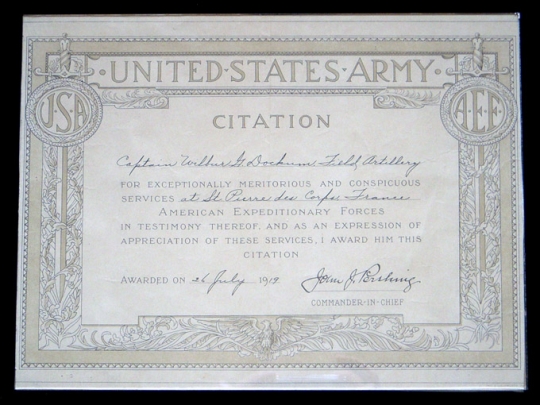 UNITED·STATES·ARMY
USA
A·E·F
CITATION
Captain Wilbur G. Dockum Field Artillery
FOR EXCEPTIONALLY MERITORIOUS AND CONSPICUOUS
SERVICES at St. Pierre des Corps France
AMERICAN EXPEDITIONARY FORCES
IN TESTIMONY THEREOF, AND AS AN EXPRESSION OF
APPRECIATION OF THESE SERVICES, I AWARD HIM THIS
CITATION
AWARDED ON 26 July 1919
John J. Pershing
COMMANDER-IN-CHIEF